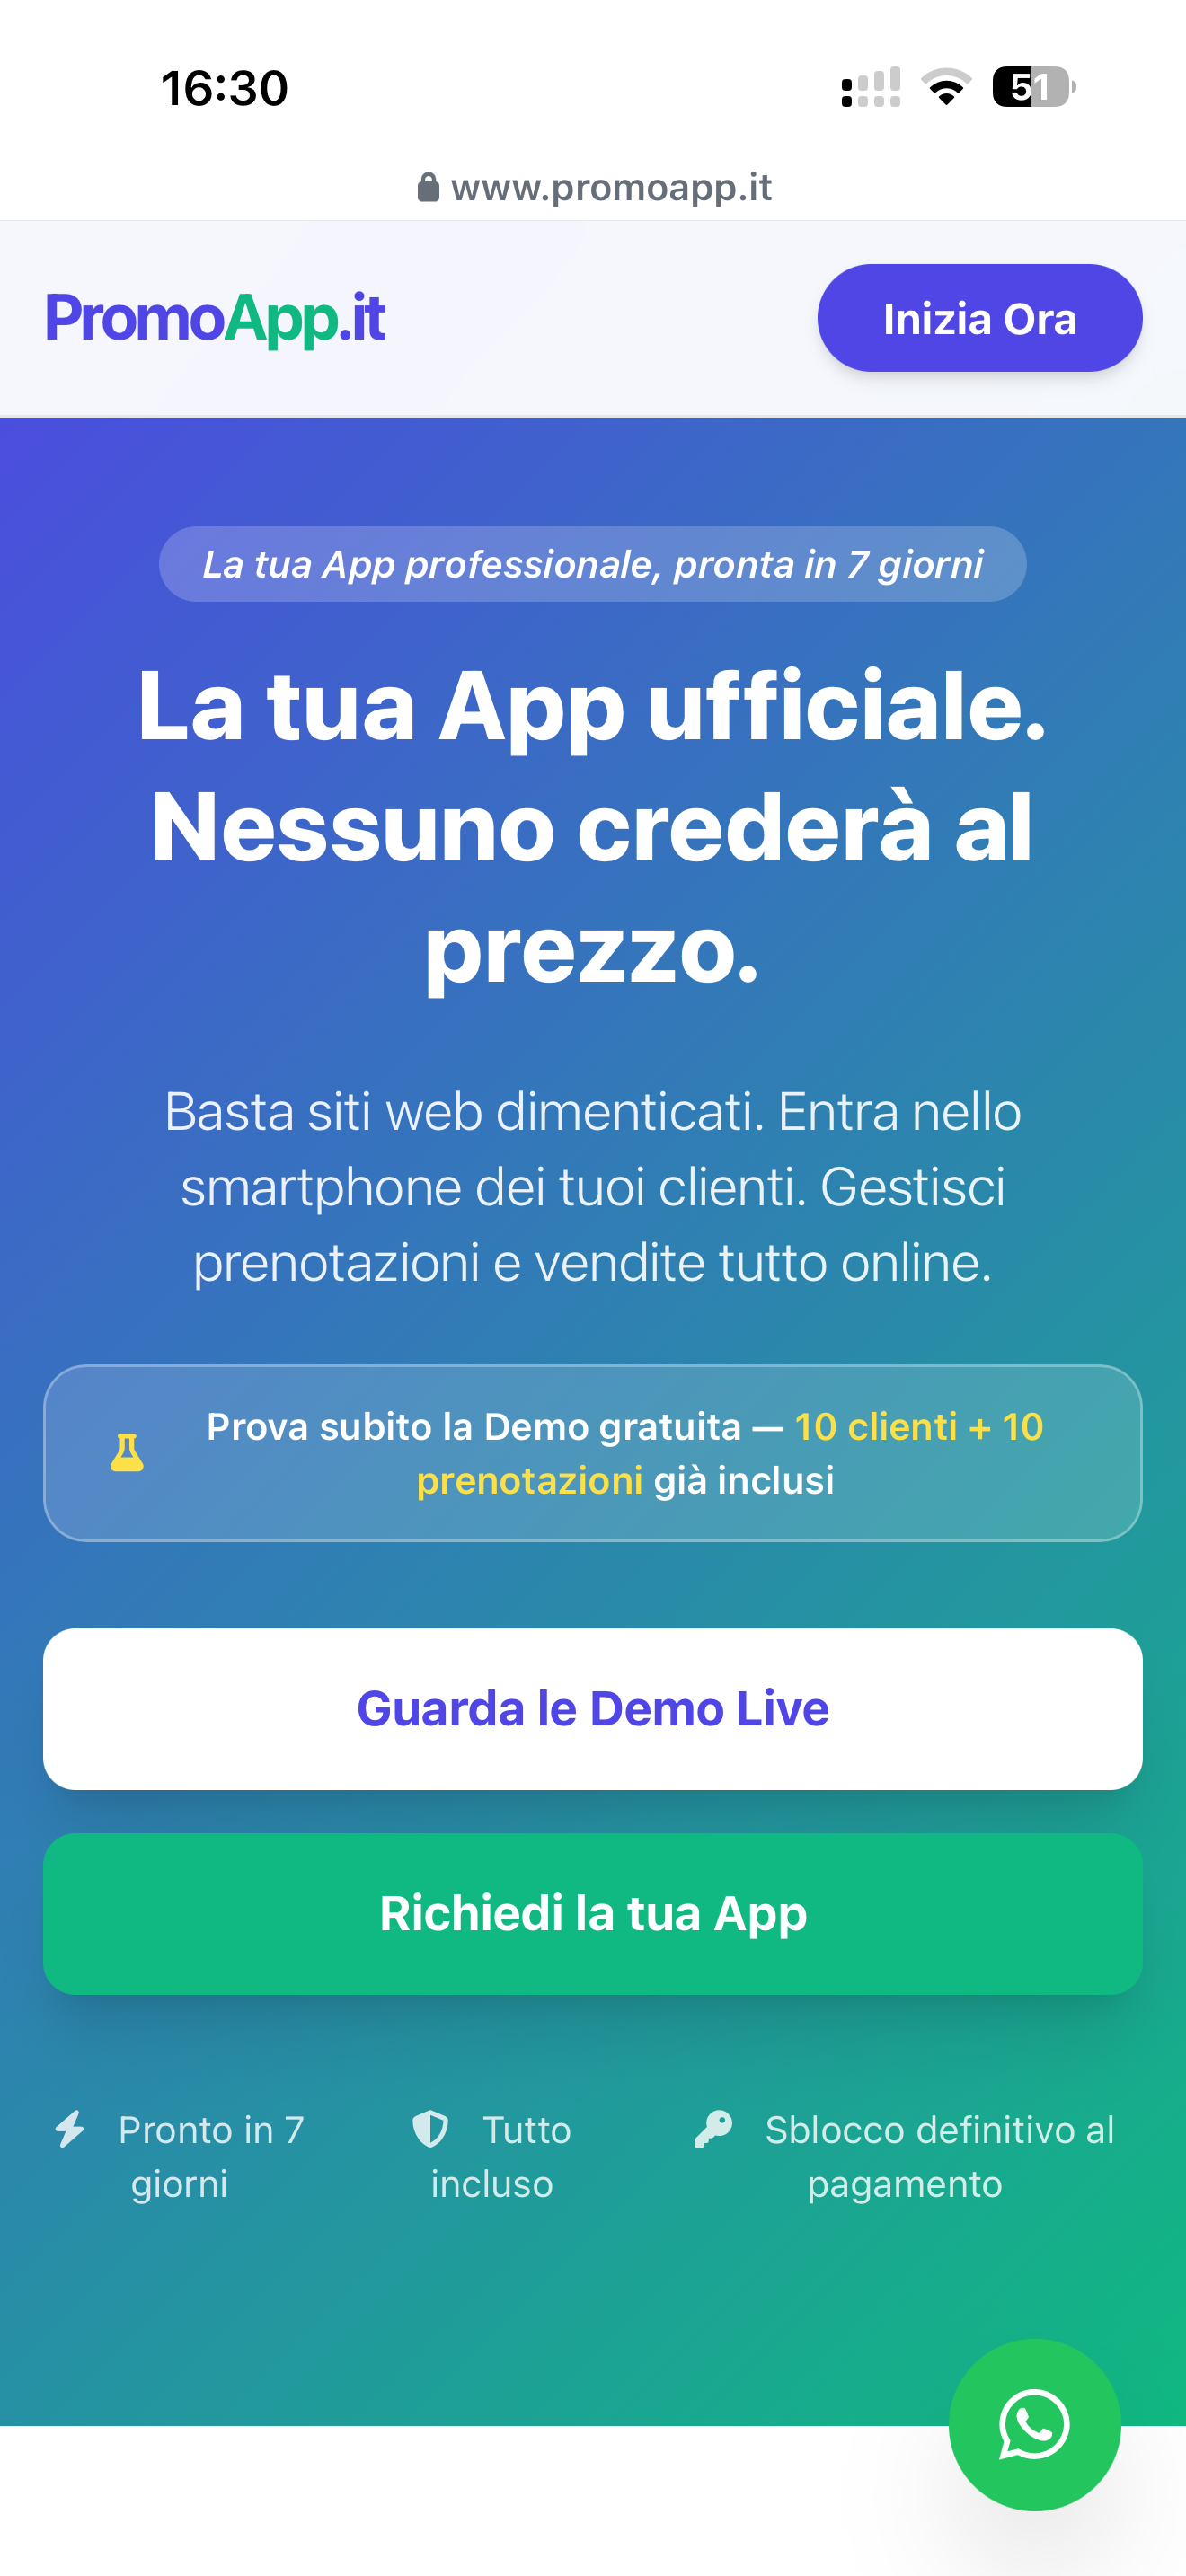 16:30
51
www.promoapp.it
PromoApp.it
Inizia Ora
La tua App professionale, pronta in 7 giorni
La tua App ufficiale.
Nessuno crederà al
prezzo.
Basta siti web dimenticati. Entra nello
smartphone dei tuoi clienti. Gestisci
prenotazioni e vendite tutto online.
Prova subito la Demo gratuita — 10 clienti + 10
prenotazioni già inclusi
Guarda le Demo Live
Richiedi la tua App
Pronto in 7
giorni
Tutto
incluso
Sblocco definitivo al
pagamento